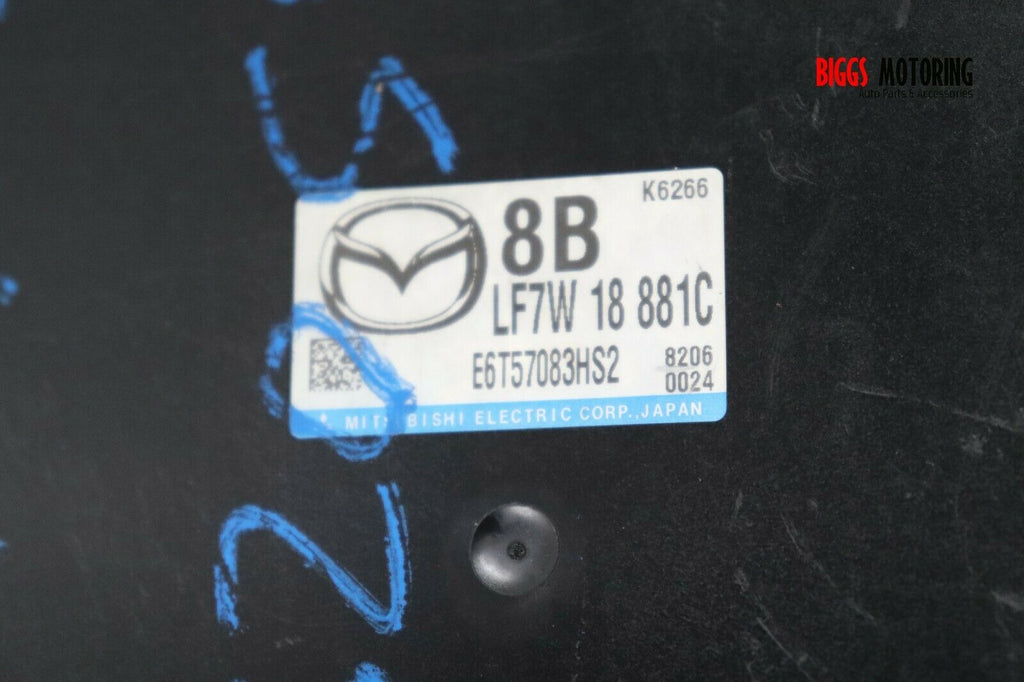 BIGGS MOTORING
Auto Parts & Accessories
K6266
8B
LF7W 18 881C
E6T57083HS2
8206
0024
MITSUBISHI ELECTRIC CORP., JAPAN